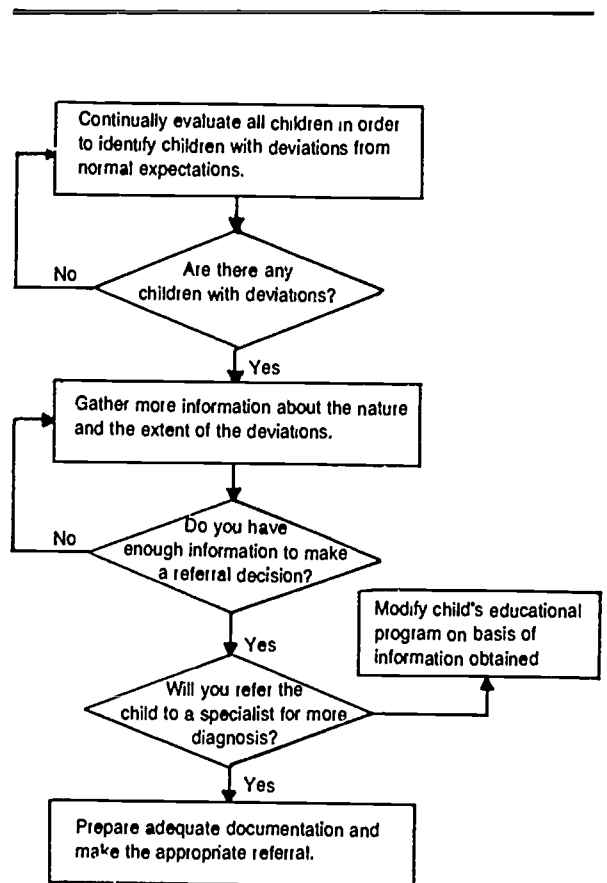 Continually evaluate all children in order
to identify children with deviations from
normal expectations.
No
Are there any
children with deviations?
Yes
Gather more information about the nature
and the extent of the deviations.
No
Do you have
enough information to make
a referral decision?
Modify child's educational
program on basis of
information obtained
Yes
Will you refer the
child to a specialist for more
diagnosis?
Yes
Prepare adequate documentation and
make the appropriate referral.